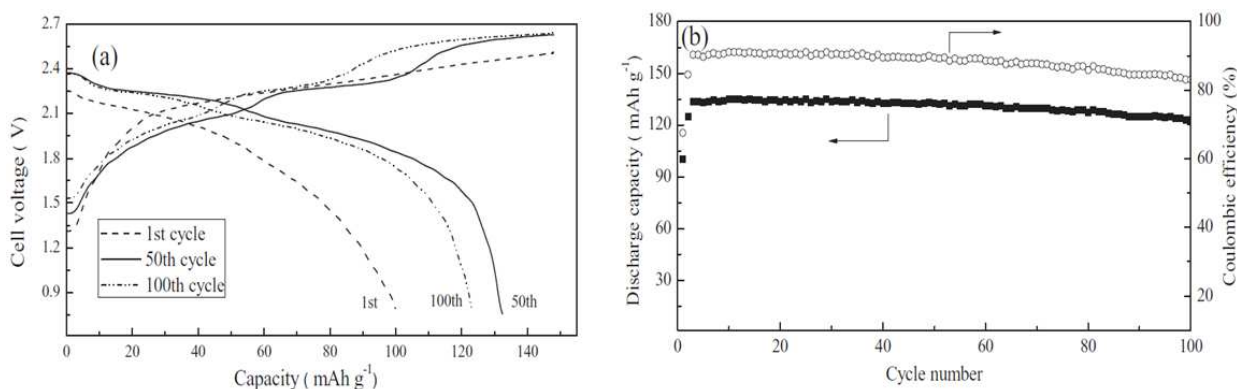 (a)
Cell voltage ( V )
2.7
2.4
2.1
1.8
1.5
1.2
0.9
1st cycle
50th cycle
100th cycle
1st
100th
50th
0
20
40
60
80
100
120
140
Capacity ( mAh g-1)
(b)
Discharge capacity ( mAh g-1)
180
150
120
90
60
30
100
80
60
40
20
Coulombic efficiency (%)
0
20
40
60
80
100
Cycle number